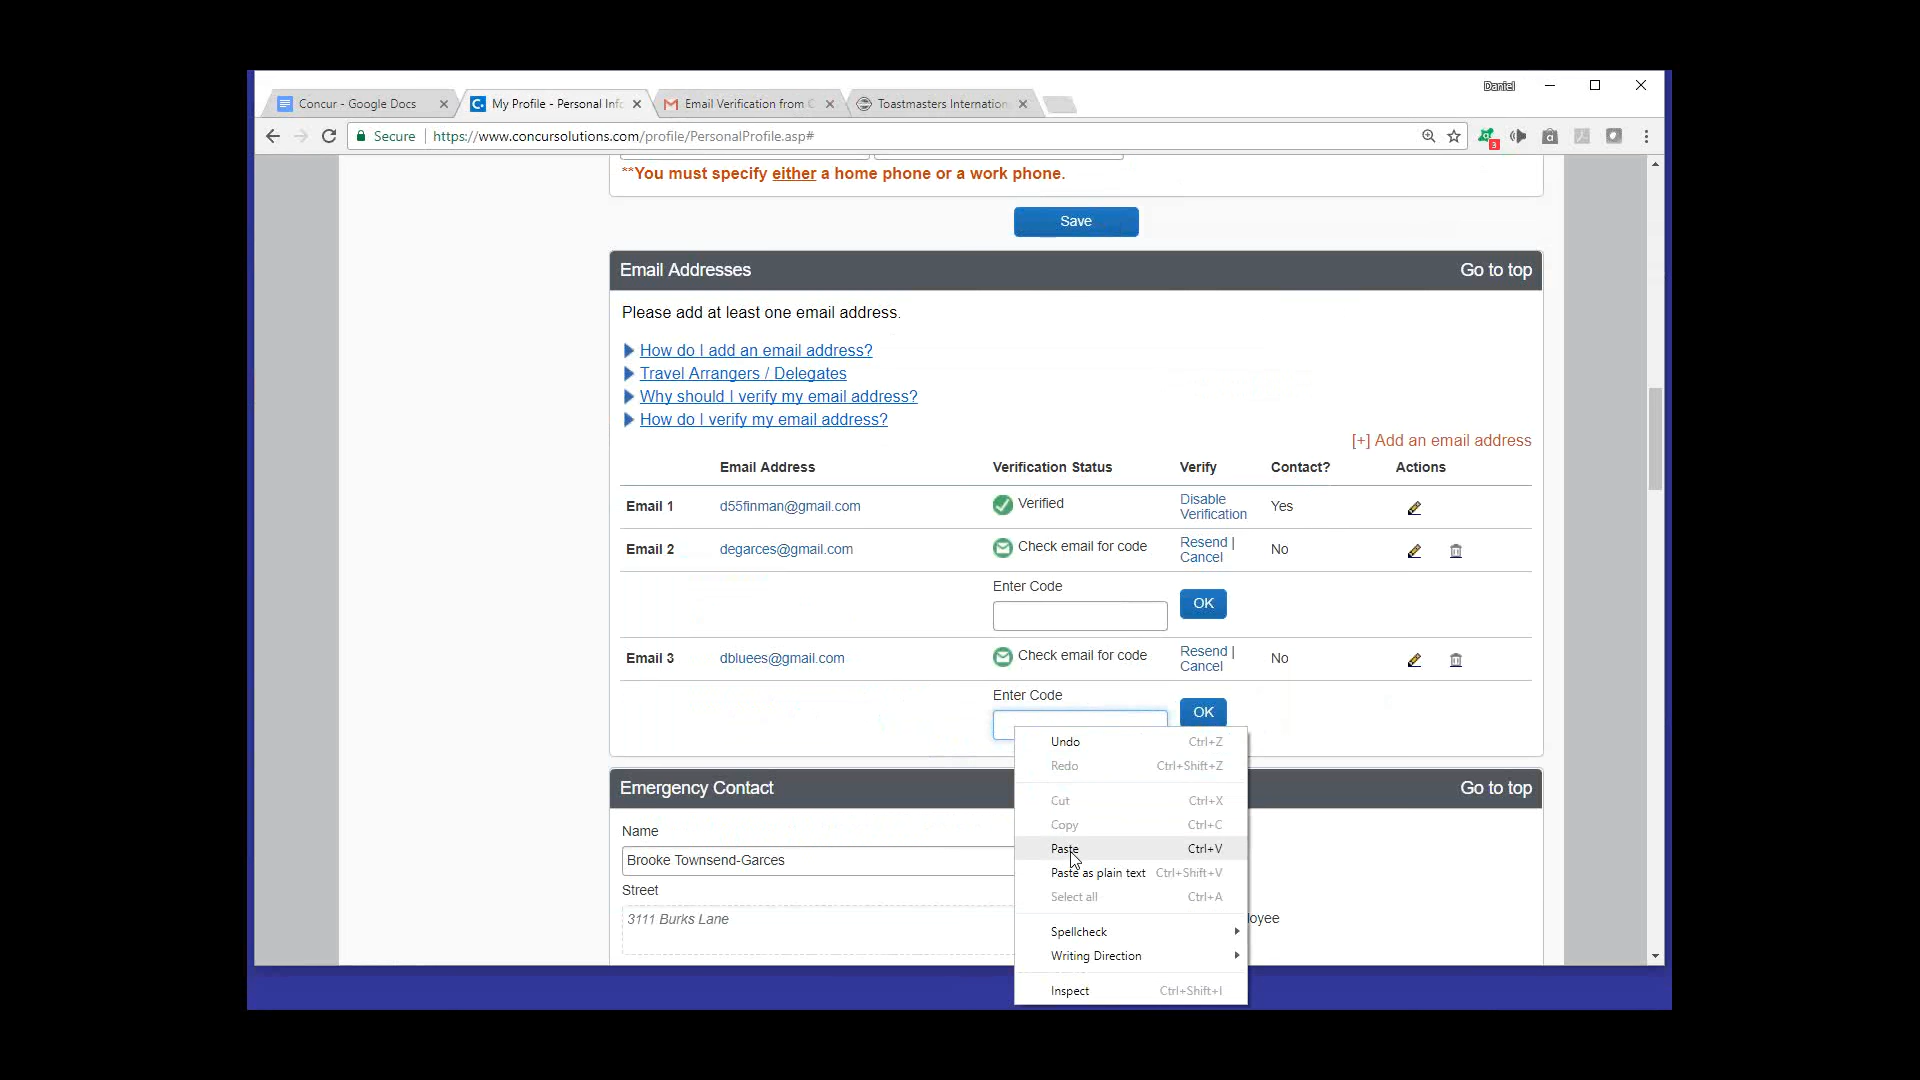 Daniel
Concur - Google Docs
My Profile - Personal Info
Email Verification from C
Toastmasters Internation
Secure
https://www.concursolutions.com/profile/PersonalProfile.asp#
3
**You must specify either a home phone or a work phone.
Save
Email Addresses
Go to top
Please add at least one email address.
How do I add an email address?
Travel Arrangers / Delegates
Why should I verify my email address?
How do I verify my email address?
[+] Add an email address
Email Address Verification Status Verify Contact? Actions
Email 1 d55finman@gmail.com Verified Disable Verification Yes
Email 2 degarces@gmail.com Check email for code Resend | Cancel No
Enter Code
OK
Email 3 dbluees@gmail.com Check email for code Resend | Cancel No
Enter Code
OK
Undo Ctrl+Z
Redo Ctrl+Shift+Z
Cut Ctrl+X
Copy Ctrl+C
Paste Ctrl+V
Paste as plain text Ctrl+Shift+V
Select all Ctrl+A
Spellcheck
Writing Direction
Inspect Ctrl+Shift+I
Emergency Contact
Go to top
Name
Brooke Townsend-Garces
Street
3111 Burks Lane
loyee